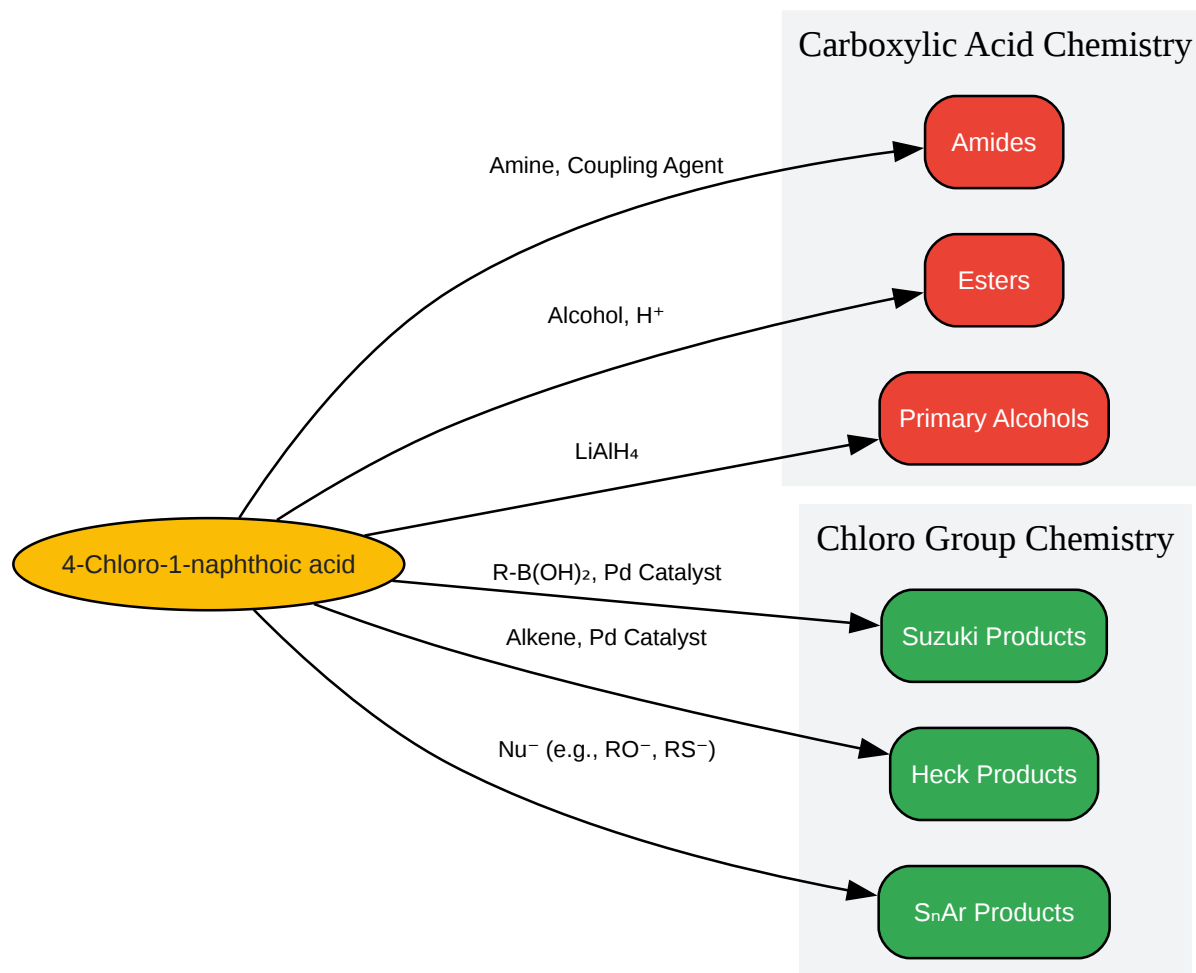 Carboxylic Acid Chemistry
Amides
Amine, Coupling Agent
Esters
Alcohol, H⁺
Primary Alcohols
LiAlH₄
4-Chloro-1-naphthoic acid
Chloro Group Chemistry
R-B(OH)₂, Pd Catalyst
Suzuki Products
Alkene, Pd Catalyst
Heck Products
Nu⁻ (e.g., RO⁻, RS⁻)
SₙAr Products